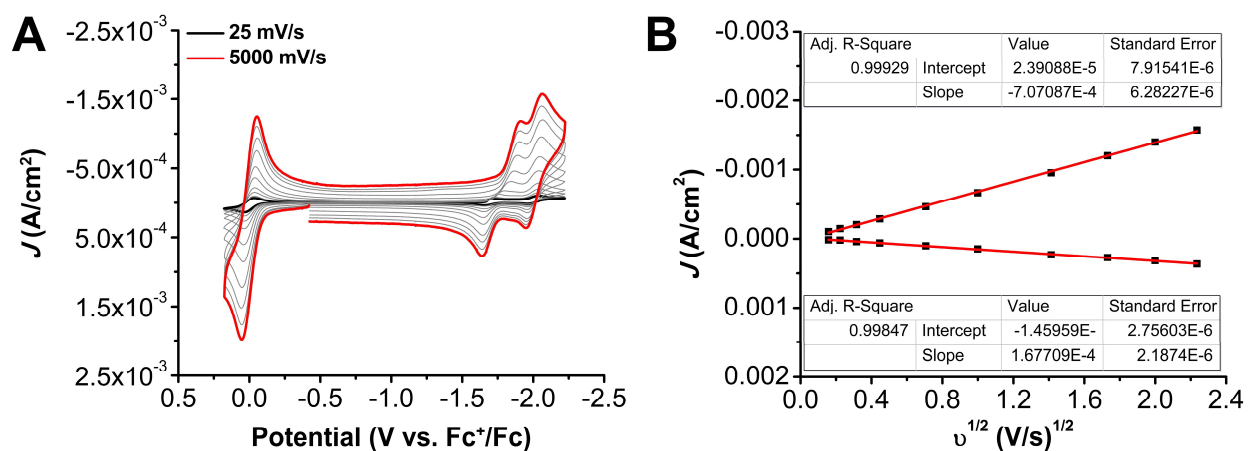 A
25 mV/s
5000 mV/s
-2.5x10⁻³
-1.5x10⁻³
-5.0x10⁻⁴
5.0x10⁻⁴
1.5x10⁻³
2.5x10⁻³
J (A/cm²)
0.5 0.0 -0.5 -1.0 -1.5 -2.0 -2.5
Potential (V vs. Fc⁺/Fc)
B
-0.003
-0.002
-0.001
0.000
0.001
0.002
J (A/cm²)
Adj. R-Square Value Standard Error
0.99929 Intercept 2.39088E-5 7.91541E-6
Slope -7.07087E-4 6.28227E-6
Adj. R-Square Value Standard Error
0.99847 Intercept -1.45959E- 2.75603E-6
Slope 1.67709E-4 2.1874E-6
0.0 0.4 0.8 1.2 1.6 2.0 2.4
υ¹ᐟ² (V/s)¹ᐟ²